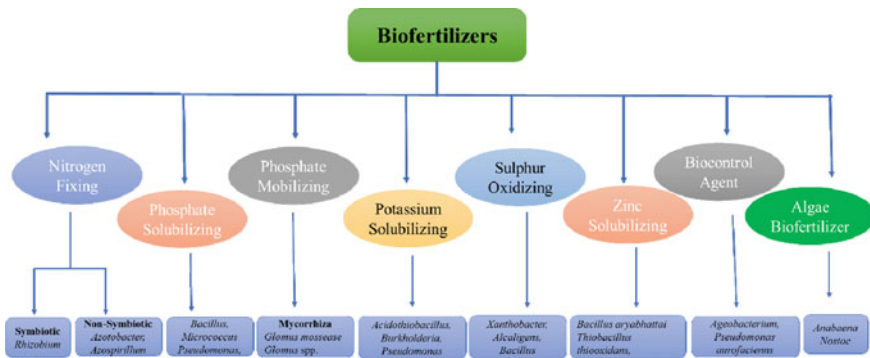 Biofertilizers
Nitrogen
Fixing
Phosphate
Solubilizing
Phosphate
Mobilizing
Potassium
Solubilizing
Sulphur
Oxidizing
Zinc
Solubilizing
Biocontrol
Agent
Algae
Biofertilizer
Symbiotic
Rhizobium
Non-Symbiotic
Azotobacter,
Azospirillum
Bacillus,
Micrococcus
Pseudomonas,
Mycorrhiza
Glomus mossease
Glomus spp.
Acidothiobacillus,
Burkholderia,
Pseudomonas
Xanthobacter,
Alcaligens,
Bacillus
Bacillus aryabhattai
Thiobacillus
thiooxidans,
Ageobacterium,
Pseudomonas
aurofaciens
Anabaena
Nostoc